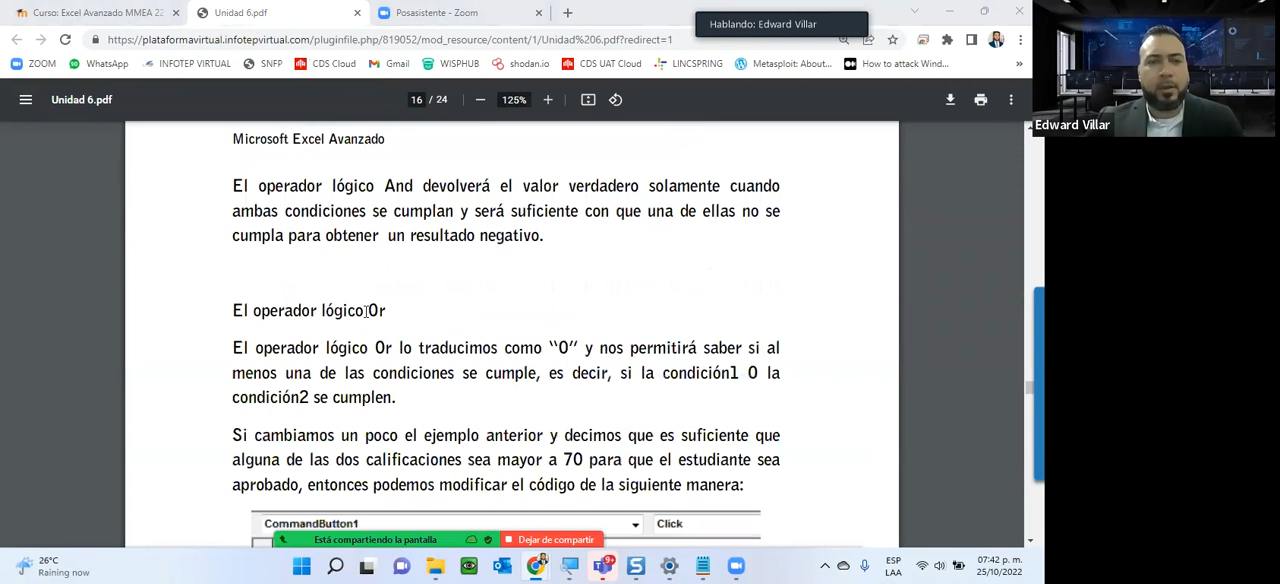 Curso: Excel Avanzado MMEA 22
Unidad 6.pdf
Posasistente - Zoom
Hablando: Edward Villar
https://plataformavirtual.infotepvirtual.com/pluginfile.php/819052/mod_resource/content/1/Unidad%206.pdf?redirect=1
ZOOM
WhatsApp
INFOTEP VIRTUAL
SNFP
CDS Cloud
Gmail
WISPHUB
shodan.io
CDS UAT Cloud
LINCSPRING
Metasploit: About...
How to attack Wind...
»
Unidad 6.pdf
16 / 24
125%
Edward Villar
Microsoft Excel Avanzado
El operador lógico And devolverá el valor verdadero solamente cuando
ambas condiciones se cumplan y será suficiente con que una de ellas no se
cumpla para obtener un resultado negativo.
El operador lógico Or
El operador lógico Or lo traducimos como “O” y nos permitirá saber si al
menos una de las condiciones se cumple, es decir, si la condición1 O la
condición2 se cumplen.
Si cambiamos un poco el ejemplo anterior y decimos que es suficiente que
alguna de las dos calificaciones sea mayor a 70 para que el estudiante sea
aprobado, entonces podemos modificar el código de la siguiente manera:
CommandButton1
Click
Está compartiendo la pantalla
Dejar de compartir
26°C
Raining now
9+
ESP
LAA
07:42 p. m.
25/10/2022